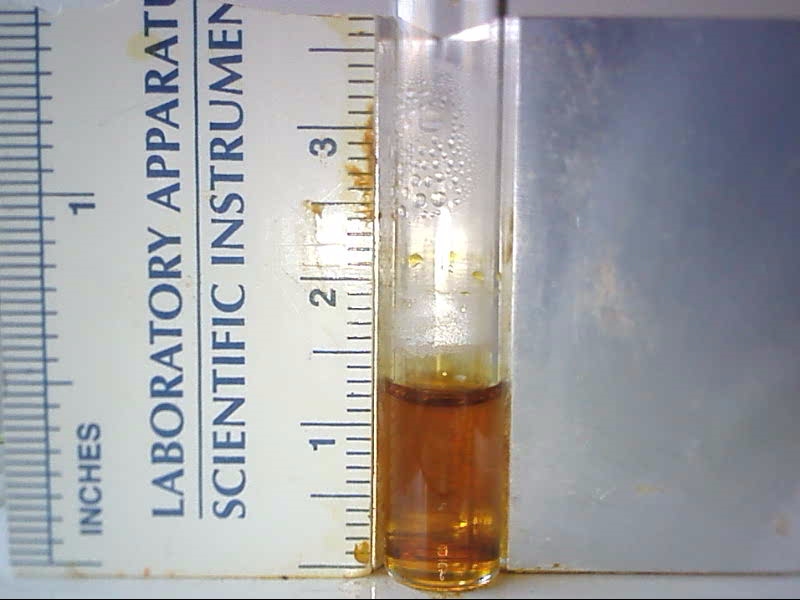 LABORATORY APPARATU
SCIENTIFIC INSTRUMEN
INCHES
1
1
2
3